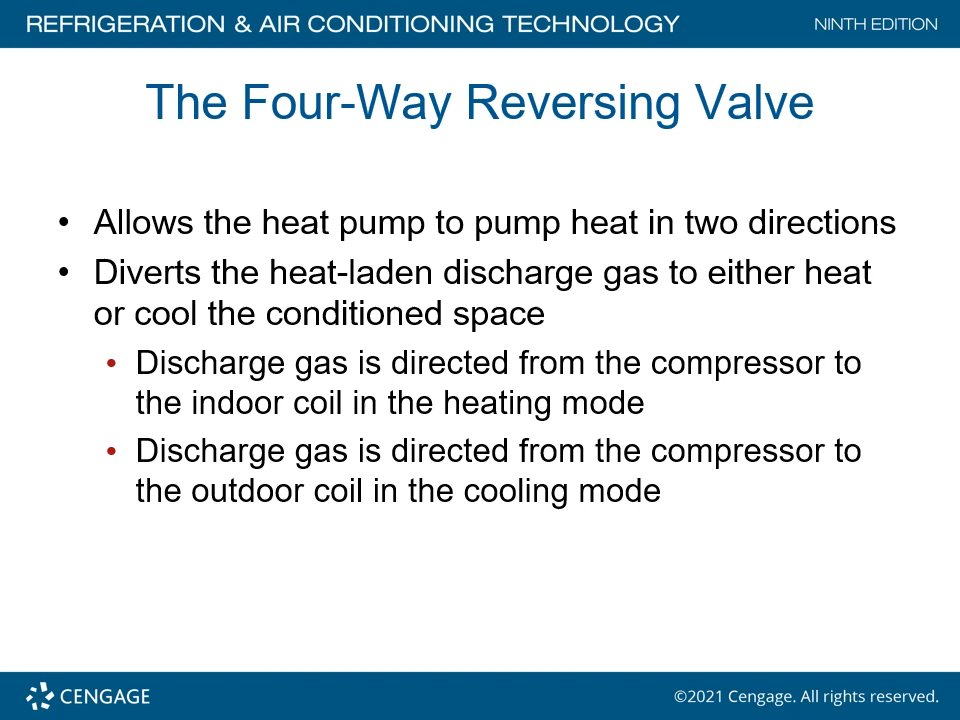 REFRIGERATION & AIR CONDITIONING TECHNOLOGY
NINTH EDITION
The Four-Way Reversing Valve
• Allows the heat pump to pump heat in two directions
• Diverts the heat-laden discharge gas to either heat
or cool the conditioned space
• Discharge gas is directed from the compressor to
the indoor coil in the heating mode
• Discharge gas is directed from the compressor to
the outdoor coil in the cooling mode
CENGAGE
©2021 Cengage. All rights reserved.